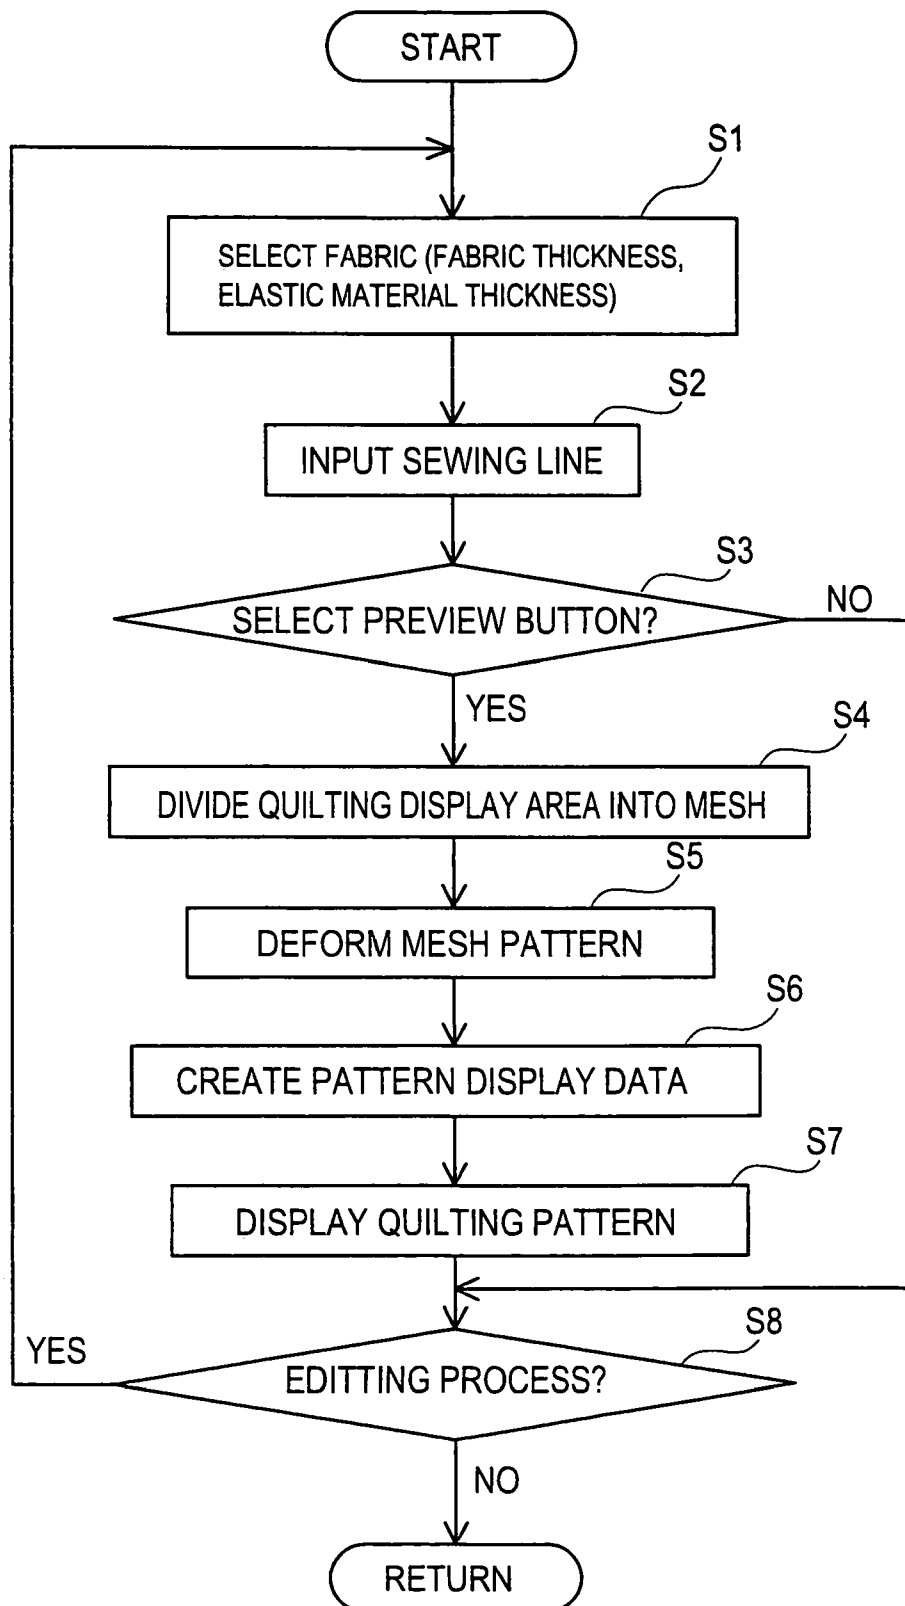 START
S1
SELECT FABRIC (FABRIC THICKNESS,
ELASTIC MATERIAL THICKNESS)
S2
INPUT SEWING LINE
S3
SELECT PREVIEW BUTTON?
NO
YES
S4
DIVIDE QUILTING DISPLAY AREA INTO MESH
S5
DEFORM MESH PATTERN
S6
CREATE PATTERN DISPLAY DATA
S7
DISPLAY QUILTING PATTERN
S8
YES
EDITTING PROCESS?
NO
RETURN